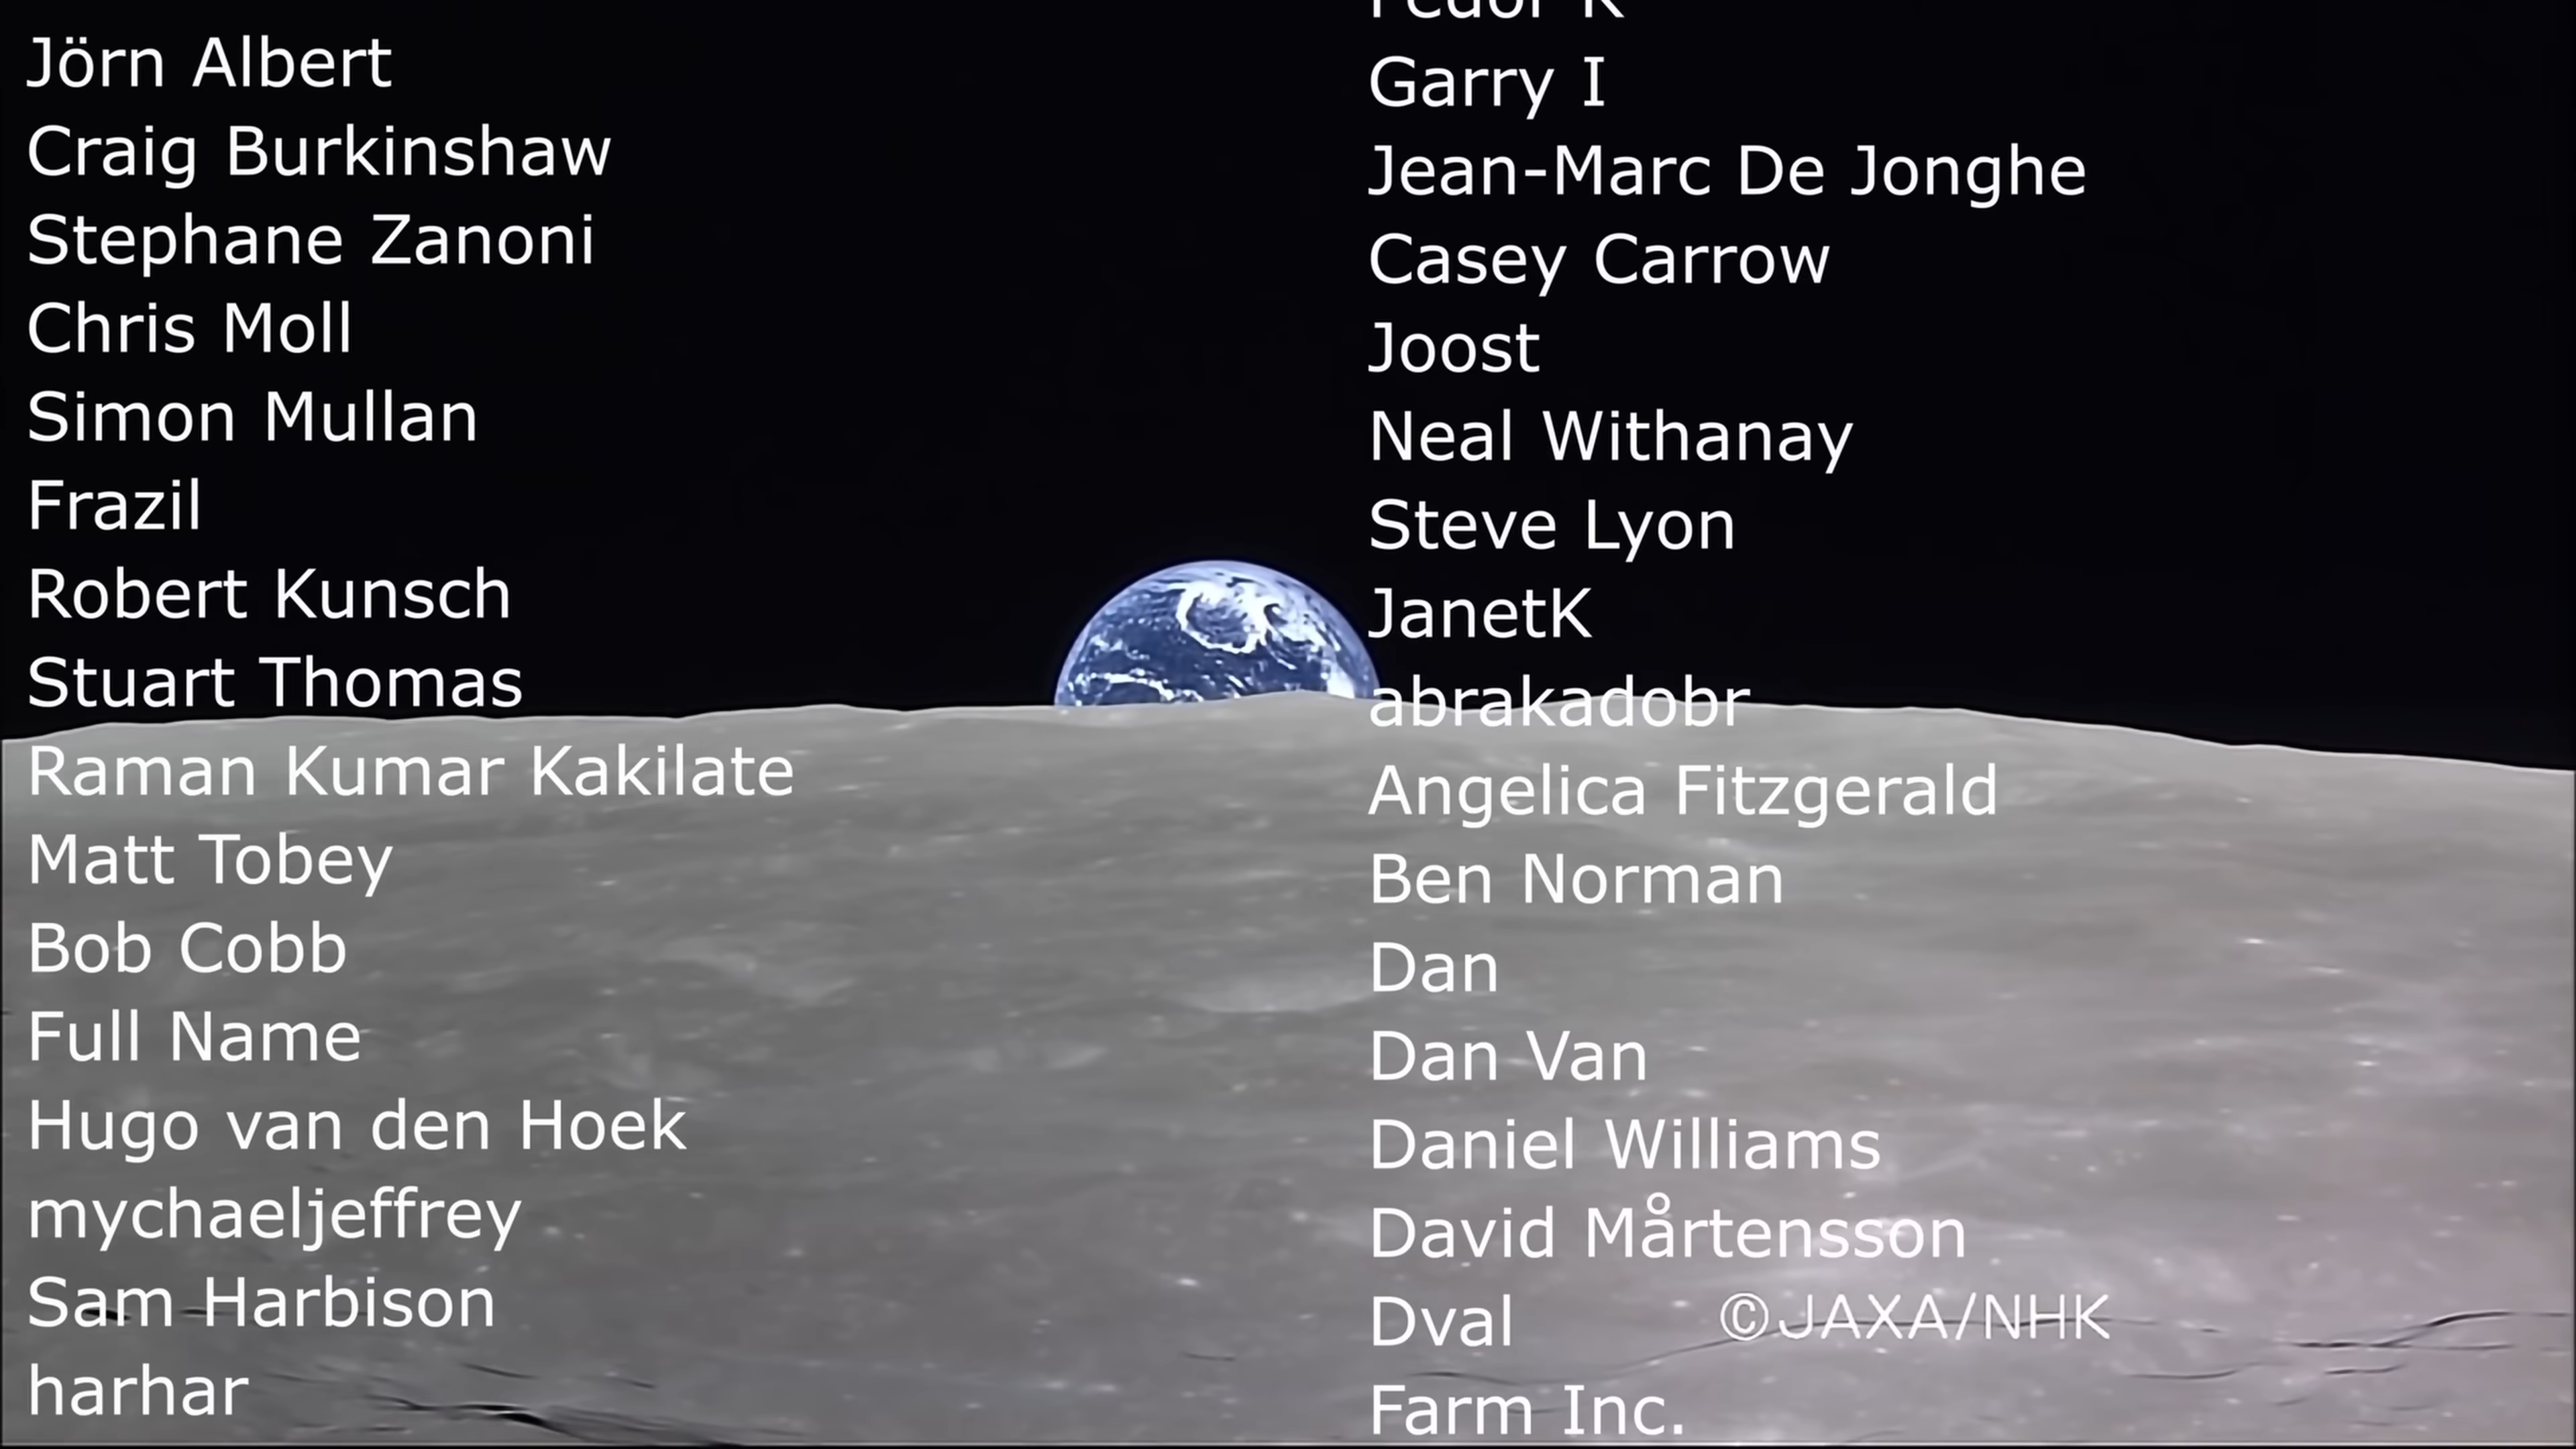 Jörn Albert
Craig Burkinshaw
Stephane Zanoni
Chris Moll
Simon Mullan
Frazil
Robert Kunsch
Stuart Thomas
Raman Kumar Kakilate
Matt Tobey
Bob Cobb
Full Name
Hugo van den Hoek
mychaeljeffrey
Sam Harbison
harhar
Fedor K
Garry I
Jean-Marc De Jonghe
Casey Carrow
Joost
Neal Withanay
Steve Lyon
JanetK
abrakadobr
Angelica Fitzgerald
Ben Norman
Dan
Dan Van
Daniel Williams
David Mårtensson
Dval
©JAXA/NHK
Farm Inc.